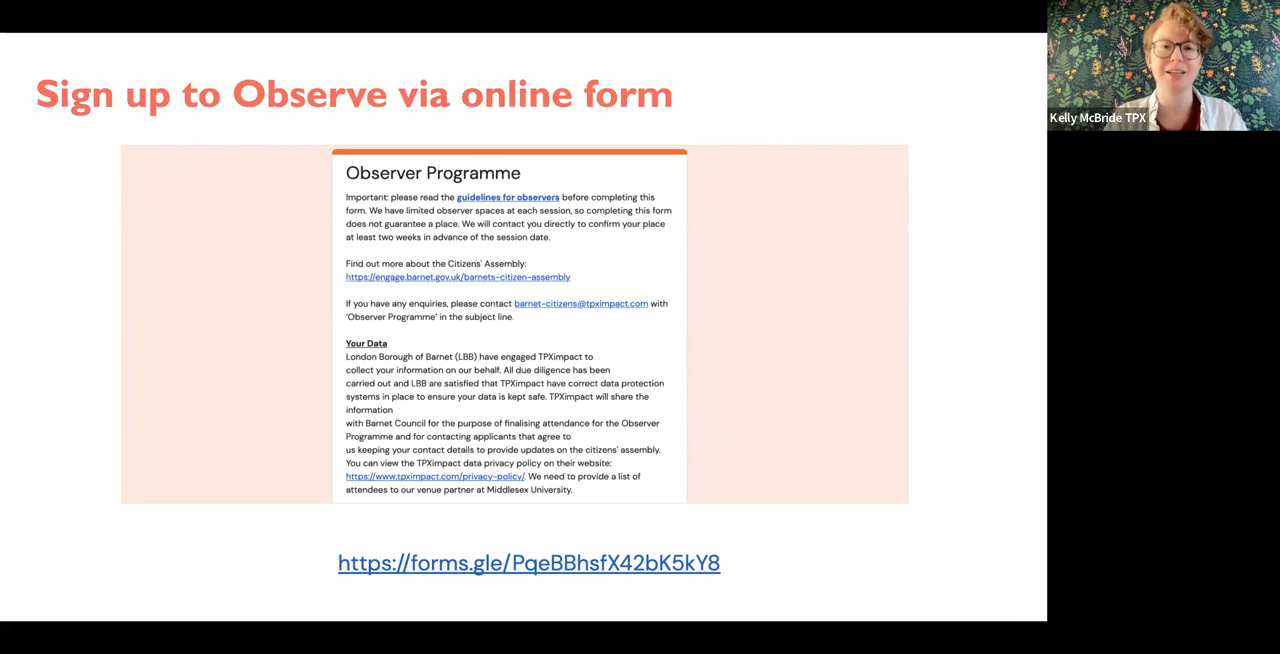 Sign up to Observe via online form
Kelly McBride TPX
Observer Programme
Important: please read the guidelines for observers before completing this
form. We have limited observer spaces at each session, so completing this form
does not guarantee a place. We will contact you directly to confirm your place
at least two weeks in advance of the session date.
Find out more about the Citizens' Assembly:
https://engage.barnet.gov.uk/barnets-citizen-assembly
If you have any enquiries, please contact barnet-citizens@tpximpact.com with
‘Observer Programme’ in the subject line.
Your Data
London Borough of Barnet (LBB) have engaged TPXimpact to
collect your information on our behalf. All due diligence has been
carried out and LBB are satisfied that TPXimpact have correct data protection
systems in place to ensure your data is kept safe. TPXimpact will share the
information
with Barnet Council for the purpose of finalising attendance for the Observer
Programme and for contacting applicants that agree to
us keeping your contact details to provide updates on the citizens' assembly.
You can view the TPXimpact data privacy policy on their website:
https://www.tpximpact.com/privacy-policy/. We need to provide a list of
attendees to our venue partner at Middlesex University.
https://forms.gle/PqeBBhsfX42bK5kY8